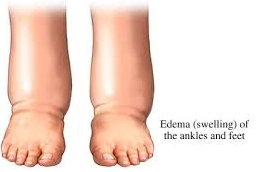 Edema (swelling) of
the ankles and feet